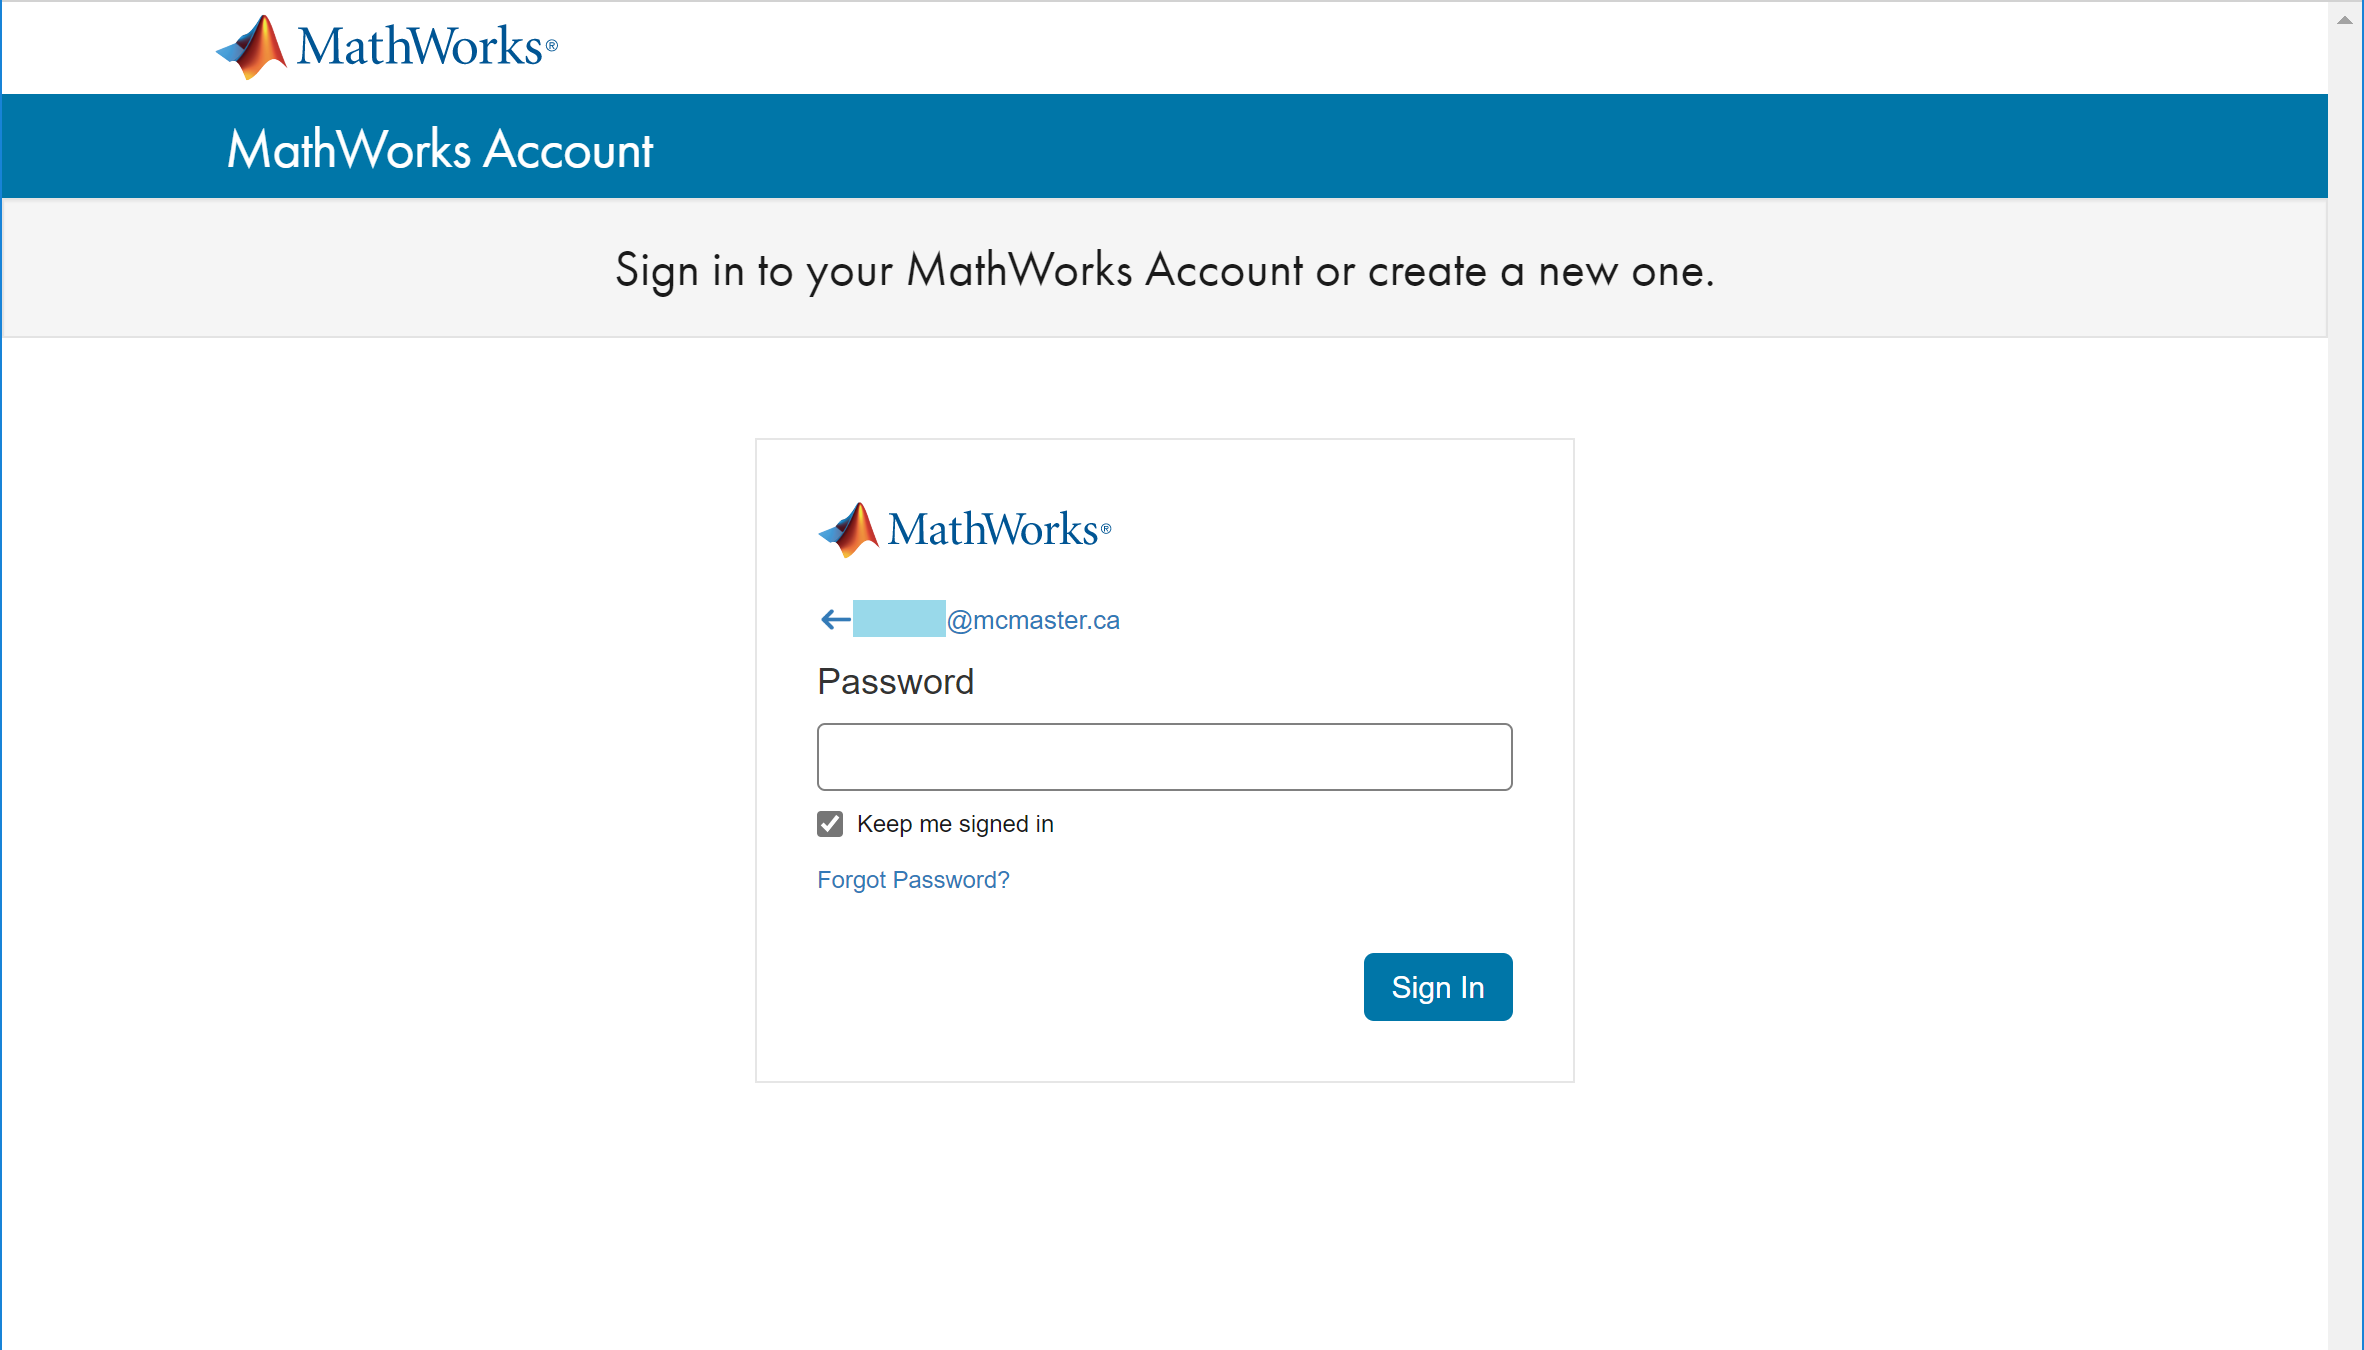 MathWorks®
MathWorks Account
Sign in to your MathWorks Account or create a new one.
MathWorks®
@mcmaster.ca
Password
Keep me signed in
Forgot Password?
Sign In